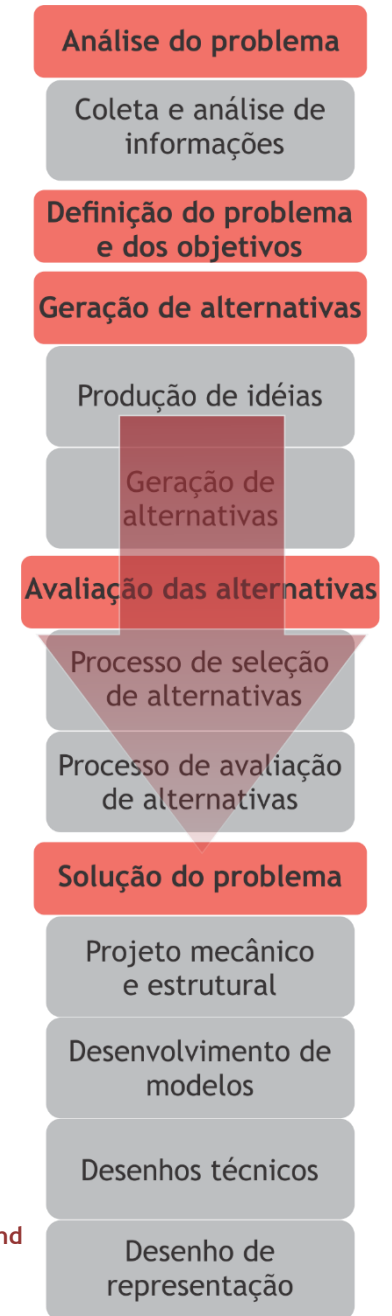 Análise do problema
Coleta e análise de
informações
Definição do problema
e dos objetivos
Geração de alternativas
Produção de idéias
Geração de
alternativas
Avaliação das alternativas
Processo de seleção
de alternativas
Processo de avaliação
de alternativas
Solução do problema
Projeto mecânico
e estrutural
Desenvolvimento de
modelos
Desenhos técnicos
nd
Desenho de
representação